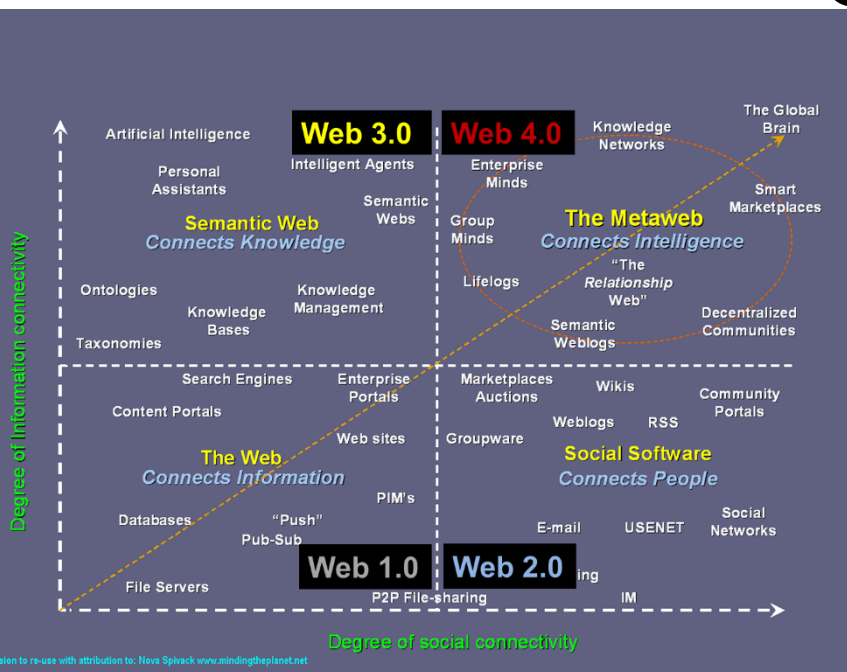 The Global
Brain
Artificial Intelligence
Web 3.0
Web 4.0
Knowledge
Networks
Personal
Assistants
Intelligent Agents
Enterprise
Minds
Semantic
Webs
Smart
Marketplaces
Semantic Web
Connects Knowledge
Group
Minds
The Metaweb
Connects Intelligence
"The
Relationship
Web"
Ontologies
Knowledge
Bases
Knowledge
Management
Lifelogs
Semantic
Weblogs
Decentralized
Communities
Taxonomies
Degree of Information connectivity
Search Engines
Enterprise
Portals
Content Portals
Marketplaces
Auctions
Wikis
Community
Portals
Weblogs
RSS
Web sites
Groupware
The Web
Connects Information
Social Software
Connects People
PIM's
Databases
"Push"
Pub-Sub
E-mail
USENET
Social
Networks
Web 1.0
Web 2.0
ing
File Servers
P2P File-sharing
IM
Degree of social connectivity
sion to re-use with attribution to: Nova Spivack www.mindingtheplanet.net